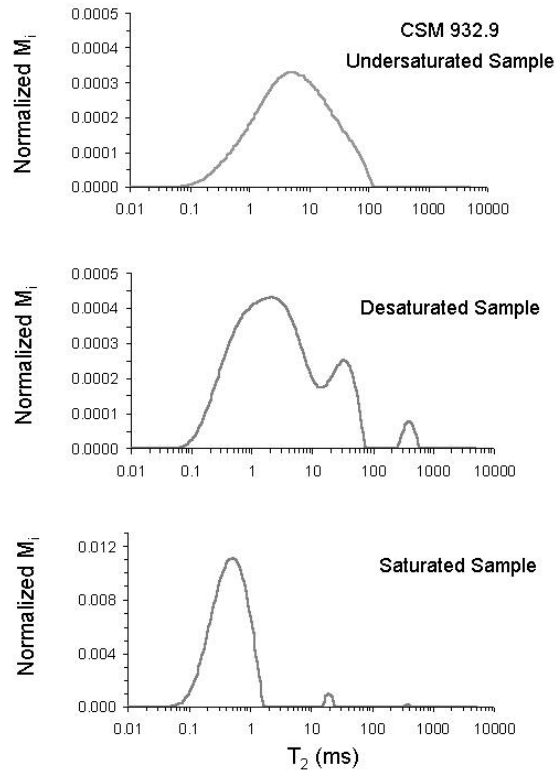 0.0005
CSM 932.9
0.0004
Undersaturated Sample
0.0003
0.0002
0.0001
0.0000
Normalized Mi
0.01 0.1 1 10 100 1000 10000
0.0005
0.0004
Desaturated Sample
0.0003
0.0002
0.0001
0.0000
Normalized Mi
0.01 0.1 1 10 100 1000 10000
0.012
Saturated Sample
0.008
0.004
0.000
Normalized Mi
0.01 0.1 1 10 100 1000 10000
T2 (ms)